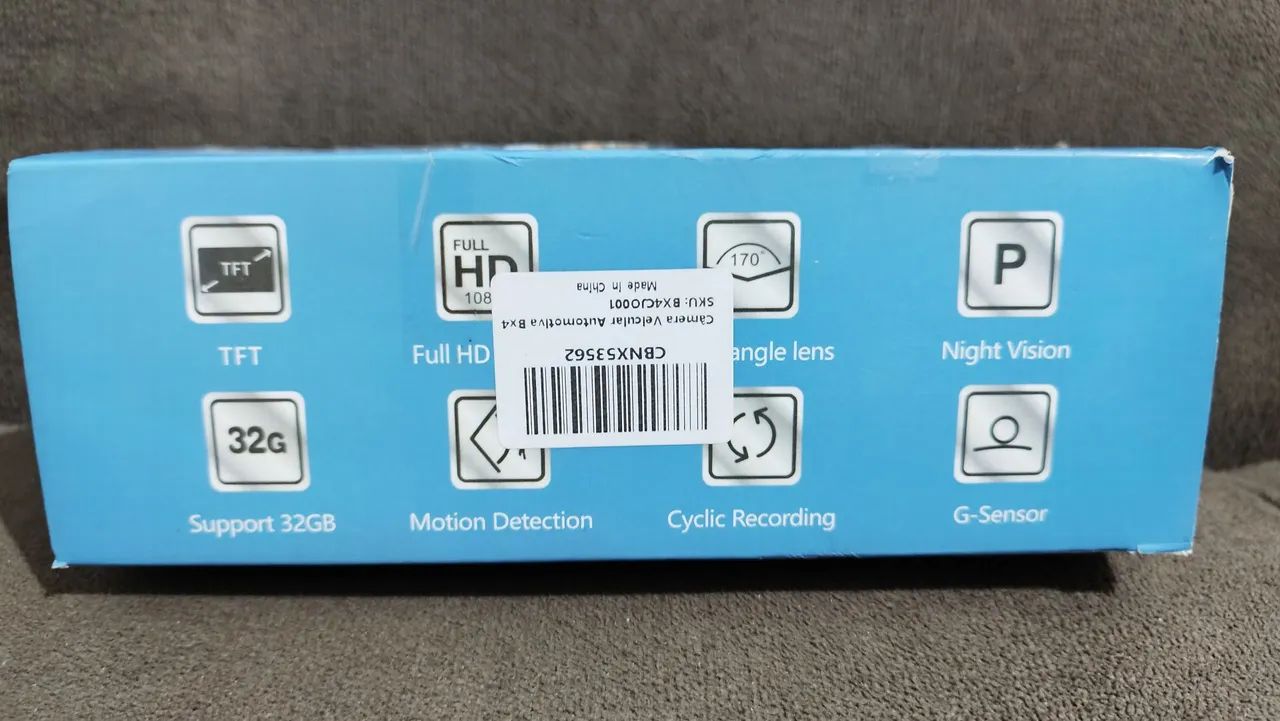 TFT
FULL
HD
108
170°
P
TFT
Full HD
angle lens
Night Vision
CBNX53562
Câmera Veicular Automotiva Bx4
SKU: BX4CJO001
Made in China
32G
Support 32GB
Motion Detection
Cyclic Recording
G-Sensor